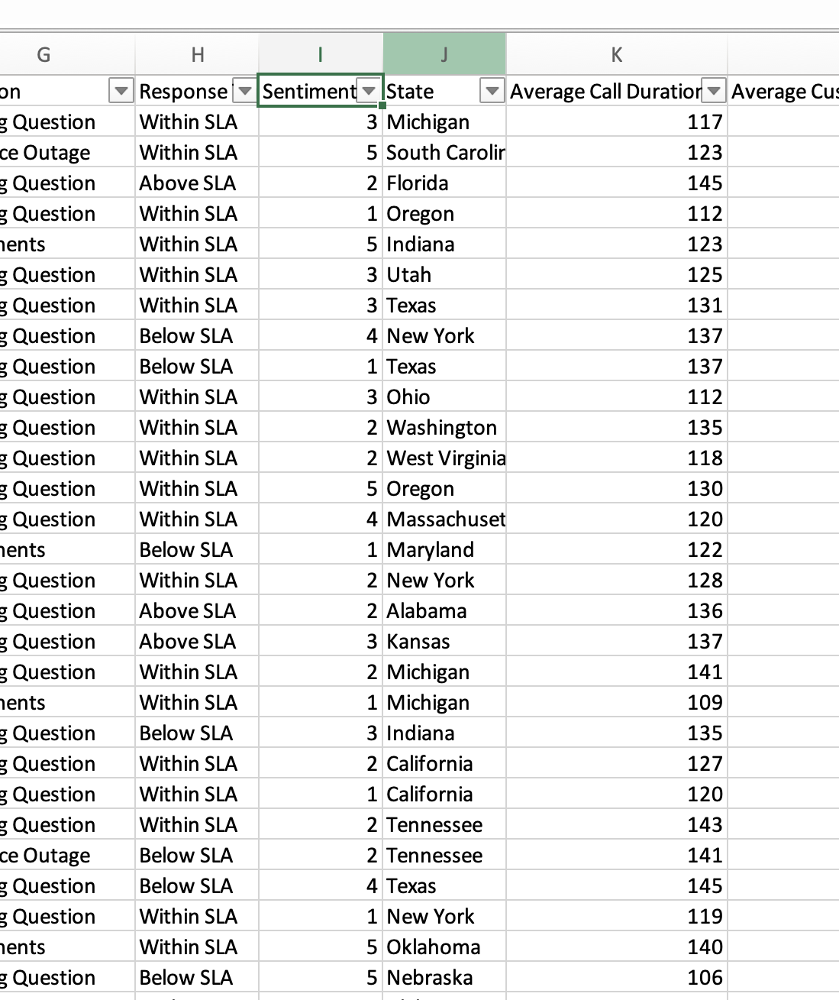 G H I J K
on Response Sentiment State Average Call Duration Average Cus
g Question Within SLA 3 Michigan 117
ce Outage Within SLA 5 South Carolin 123
g Question Above SLA 2 Florida 145
g Question Within SLA 1 Oregon 112
nents Within SLA 5 Indiana 123
g Question Within SLA 3 Utah 125
g Question Within SLA 3 Texas 131
g Question Below SLA 4 New York 137
g Question Below SLA 1 Texas 137
g Question Within SLA 3 Ohio 112
g Question Within SLA 2 Washington 135
g Question Within SLA 2 West Virginia 118
g Question Within SLA 5 Oregon 130
g Question Within SLA 4 Massachuset 120
nents Below SLA 1 Maryland 122
g Question Within SLA 2 New York 128
g Question Above SLA 2 Alabama 136
g Question Above SLA 3 Kansas 137
g Question Within SLA 2 Michigan 141
nents Within SLA 1 Michigan 109
g Question Below SLA 3 Indiana 135
g Question Within SLA 2 California 127
g Question Within SLA 1 California 120
g Question Within SLA 2 Tennessee 143
ce Outage Below SLA 2 Tennessee 141
g Question Below SLA 4 Texas 145
g Question Within SLA 1 New York 119
nents Within SLA 5 Oklahoma 140
g Question Below SLA 5 Nebraska 106